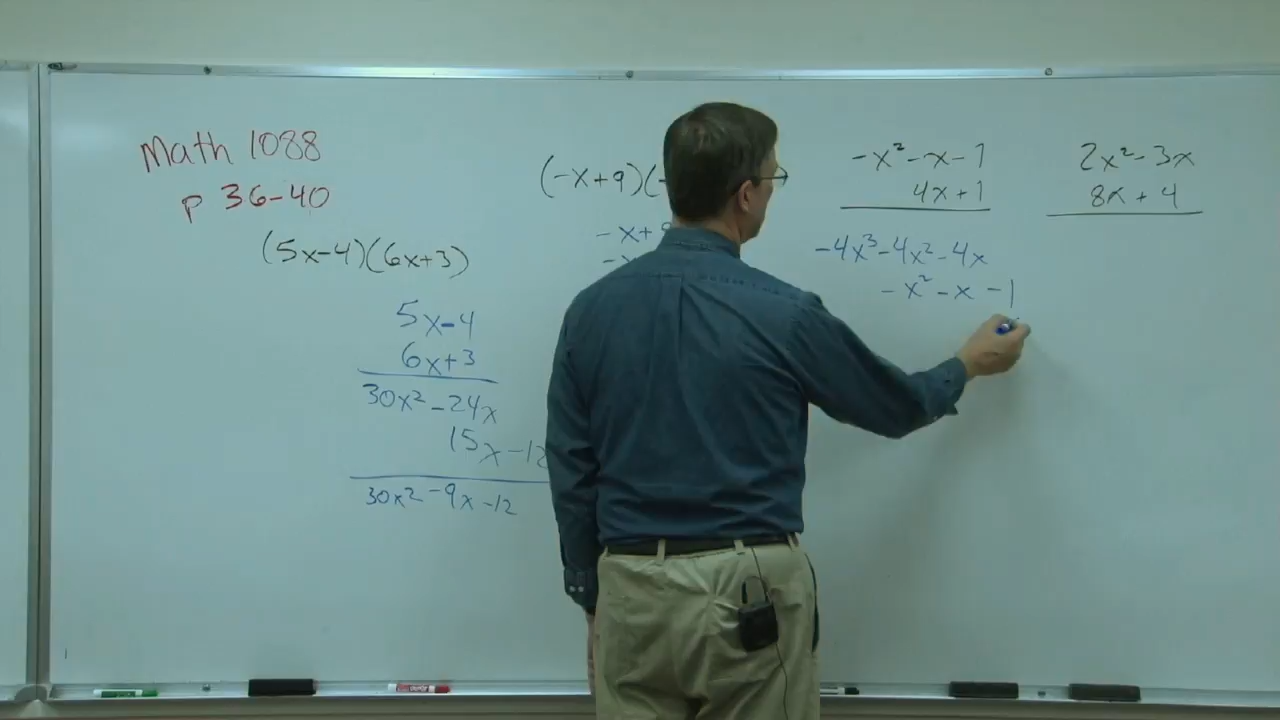 Math 1088
p 36-40
(5x-4)(6x+3)
5x-4
6x+3
30x² -24x
15x -12
30x² -9x -12
(-x+9)(
-x+
-x² -x -1
4x+1
-4x³ -4x² -4x
-x² -x -1
2x² -3x
8x + 4